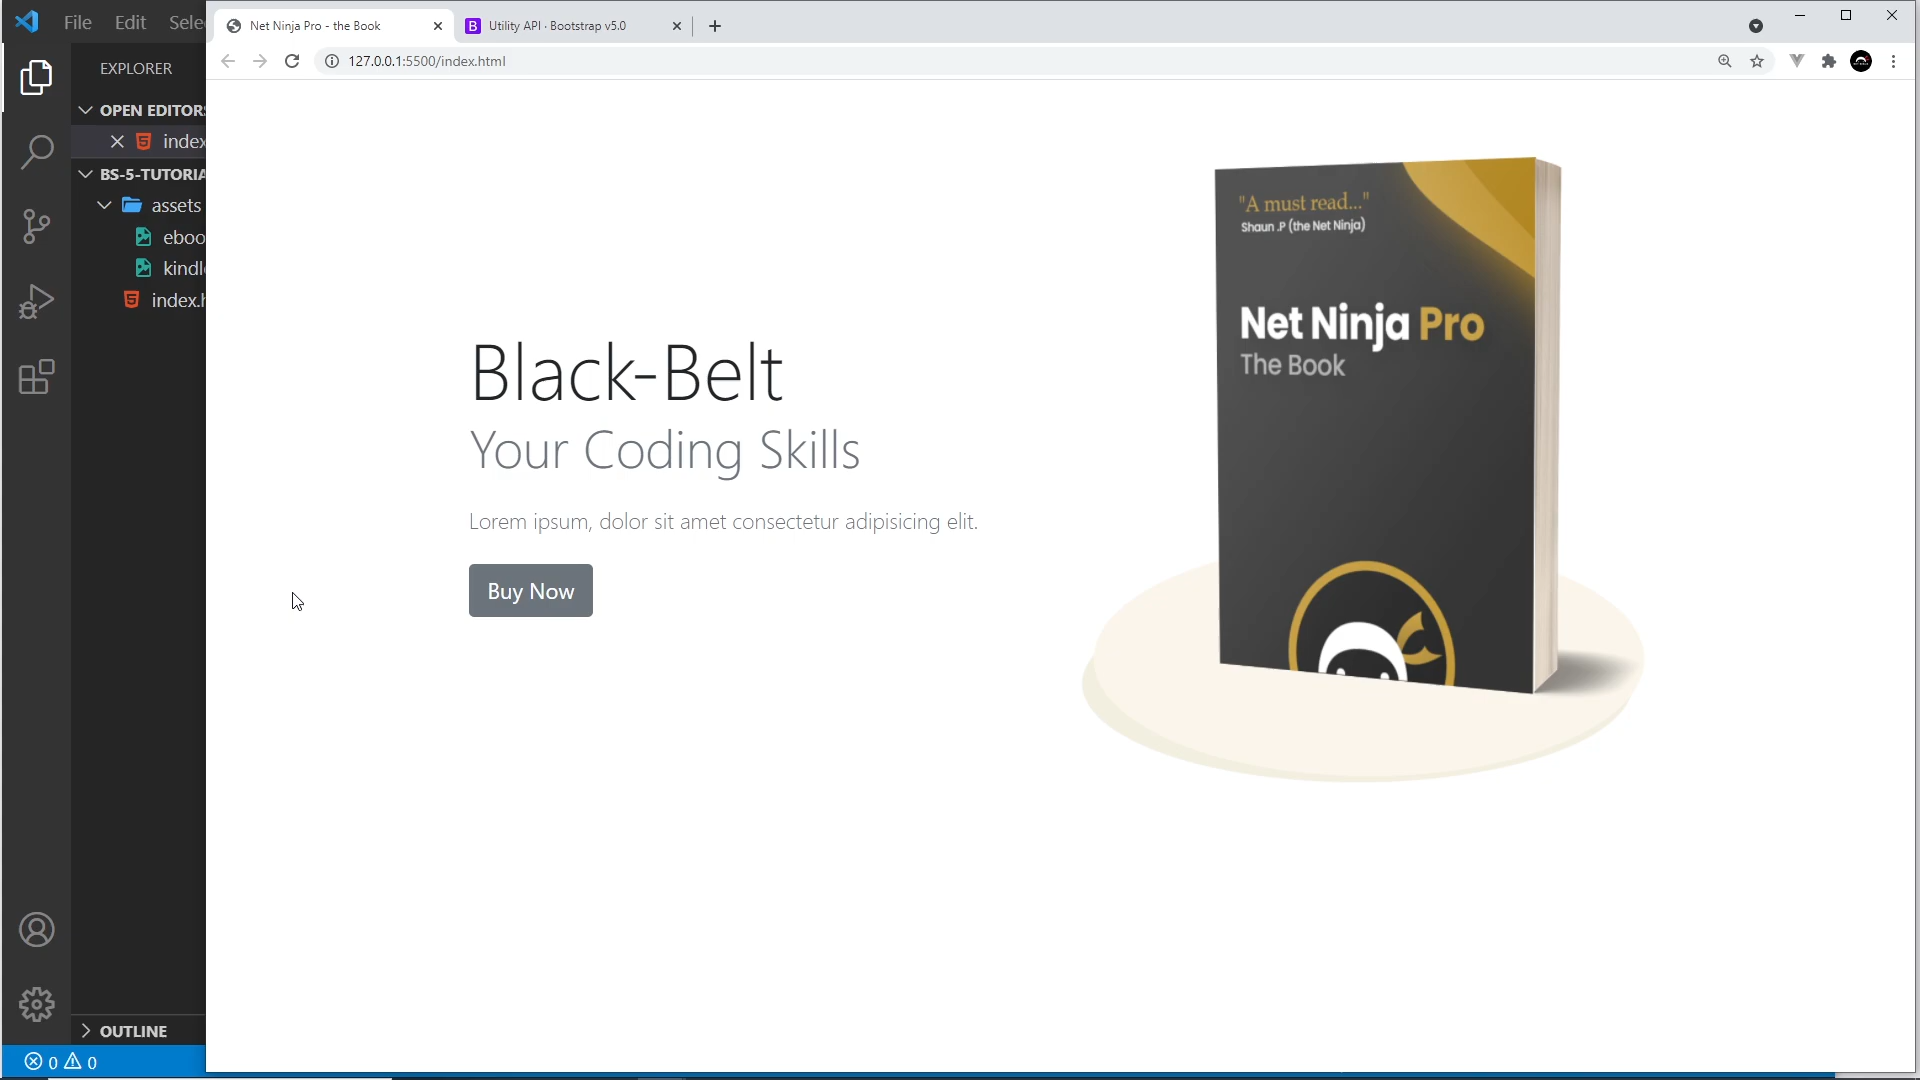 File Edit Sele
Net Ninja Pro - the Book
B Utility API · Bootstrap v5.0
127.0.0.1:5500/index.html
EXPLORER
OPEN EDITORS
index
BS-5-TUTORIA
assets
eboo
kindl
index.h
OUTLINE
0 0
"A must read..."
Shaun .P (the Net Ninja)
Net Ninja Pro
The Book
Black-Belt
Your Coding Skills
Lorem ipsum, dolor sit amet consectetur adipisicing elit.
Buy Now